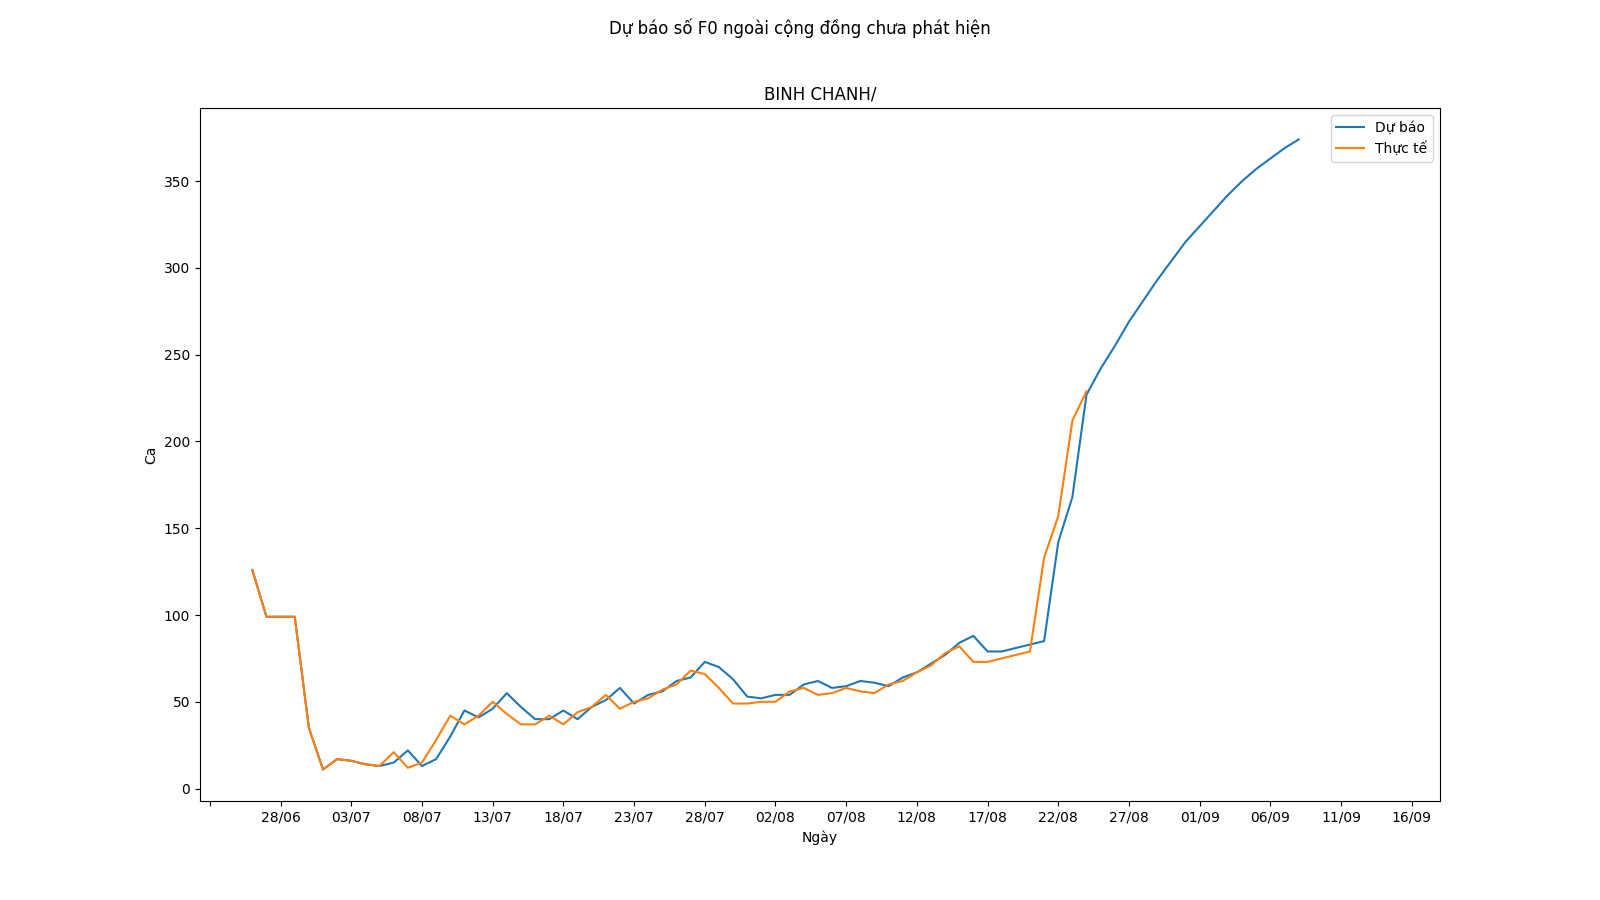 Dự báo số F0 ngoài cộng đồng chưa phát hiện
BINH CHANH/
Dự báo
Thực tế
350
300
250
200
150
100
50
0
Ca
28/06 03/07 08/07 13/07 18/07 23/07 28/07 02/08 07/08 12/08 17/08 22/08 27/08 01/09 06/09 11/09 16/09
Ngày